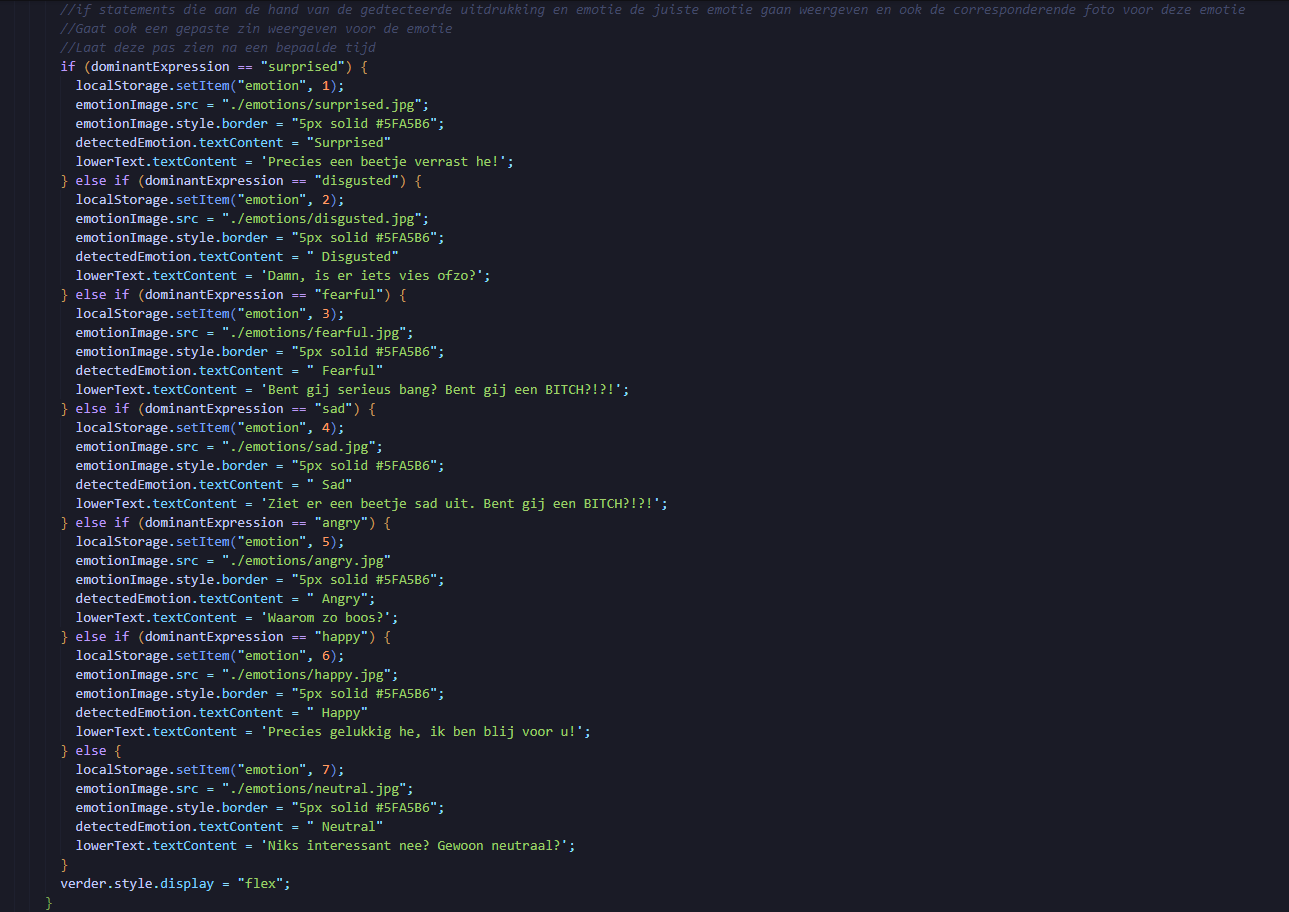 //if statements die aan de hand van de gedtecteerde uitdrukking en emotie de juiste emotie gaan weergeven en ook de corresponderende foto voor deze emotie
//Gaat ook een gepaste zin weergeven voor de emotie
//Laat deze pas zien na een bepaalde tijd
if (dominantExpression == "surprised") {
localStorage.setItem("emotion", 1);
emotionImage.src = "./emotions/surprised.jpg";
emotionImage.style.border = "5px solid #5FA5B6";
detectedEmotion.textContent = "Surprised"
lowerText.textContent = 'Precies een beetje verrast he!';
} else if (dominantExpression == "disgusted") {
localStorage.setItem("emotion", 2);
emotionImage.src = "./emotions/disgusted.jpg";
emotionImage.style.border = "5px solid #5FA5B6";
detectedEmotion.textContent = " Disgusted"
lowerText.textContent = 'Damn, is er iets vies ofzo?';
} else if (dominantExpression == "fearful") {
localStorage.setItem("emotion", 3);
emotionImage.src = "./emotions/fearful.jpg";
emotionImage.style.border = "5px solid #5FA5B6";
detectedEmotion.textContent = " Fearful"
lowerText.textContent = 'Bent gij serieus bang? Bent gij een BITCH?!?!';
} else if (dominantExpression == "sad") {
localStorage.setItem("emotion", 4);
emotionImage.src = "./emotions/sad.jpg";
emotionImage.style.border = "5px solid #5FA5B6";
detectedEmotion.textContent = " Sad"
lowerText.textContent = 'Ziet er een beetje sad uit. Bent gij een BITCH?!?!';
} else if (dominantExpression == "angry") {
localStorage.setItem("emotion", 5);
emotionImage.src = "./emotions/angry.jpg"
emotionImage.style.border = "5px solid #5FA5B6";
detectedEmotion.textContent = " Angry";
lowerText.textContent = 'Waarom zo boos?';
} else if (dominantExpression == "happy") {
localStorage.setItem("emotion", 6);
emotionImage.src = "./emotions/happy.jpg";
emotionImage.style.border = "5px solid #5FA5B6";
detectedEmotion.textContent = " Happy"
lowerText.textContent = 'Precies gelukkig he, ik ben blij voor u!';
} else {
localStorage.setItem("emotion", 7);
emotionImage.src = "./emotions/neutral.jpg";
emotionImage.style.border = "5px solid #5FA5B6";
detectedEmotion.textContent = " Neutral"
lowerText.textContent = 'Niks interessant nee? Gewoon neutraal?';
}
verder.style.display = "flex";
}